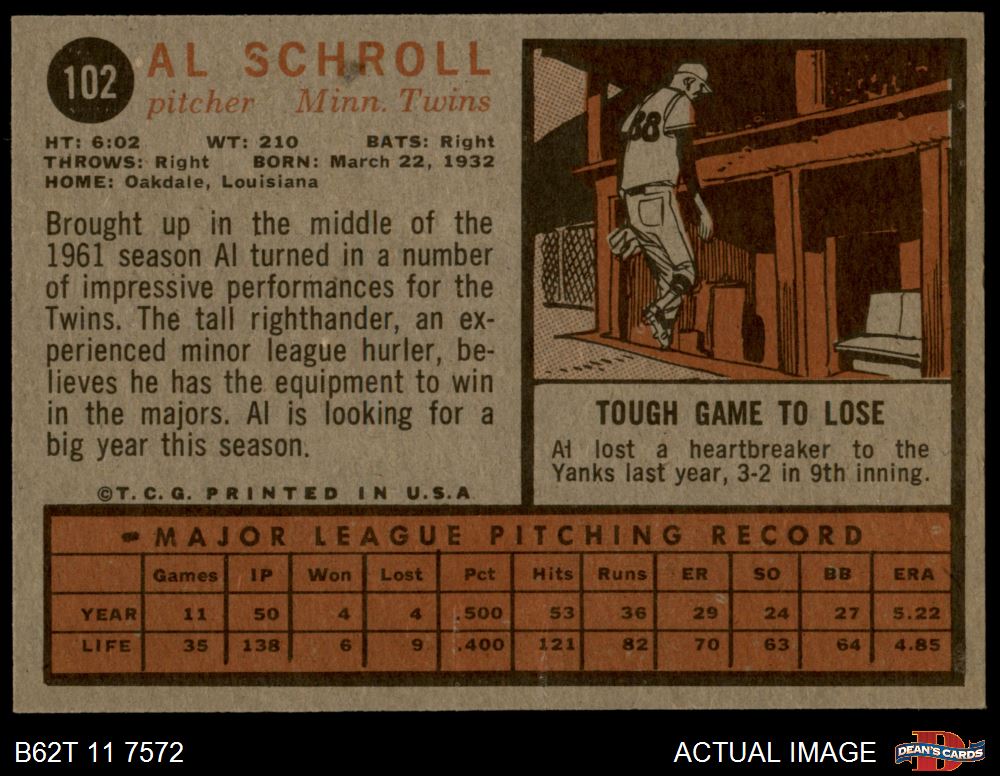 102
AL SCHROLL
pitcher Minn. Twins
HT: 6:02 WT: 210 BATS: Right
THROWS: Right BORN: March 22, 1932
HOME: Oakdale, Louisiana
Brought up in the middle of the
1961 season Al turned in a number
of impressive performances for the
Twins. The tall righthander, an ex-
perienced minor league hurler, be-
lieves he has the equipment to win
in the majors. Al is looking for a
big year this season.
©T.C.G. PRINTED IN U.S.A
88
TOUGH GAME TO LOSE
Al lost a heartbreaker to the
Yanks last year, 3-2 in 9th inning.
MAJOR LEAGUE PITCHING RECORD
Games IP Won Lost Pct Hits Runs ER SO BB ERA
YEAR 11 50 4 4 .500 53 36 29 24 27 5.22
LIFE 35 138 6 9 .400 121 82 70 63 64 4.85
B62T 11 7572
ACTUAL IMAGE
DEAN'S CARDS